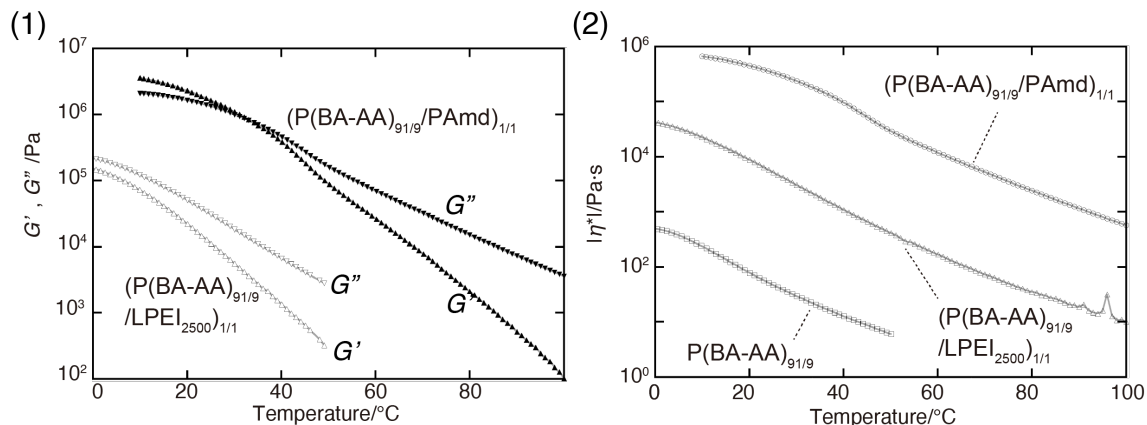 (1)
10⁷
10⁶
10⁵
10⁴
10³
10²
G' , G" /Pa
(P(BA-AA)₉₁/₉/PAmd)₁/₁
G"
G'
G"
G'
(P(BA-AA)₉₁/₉
/LPEI₂₅₀₀)₁/₁
0 20 40 60 80
Temperature/°C
(2)
10⁶
10⁴
10²
10⁰
|η*|/Pa·s
(P(BA-AA)₉₁/₉/PAmd)₁/₁
(P(BA-AA)₉₁/₉
/LPEI₂₅₀₀)₁/₁
P(BA-AA)₉₁/₉
0 20 40 60 80 100
Temperature/°C